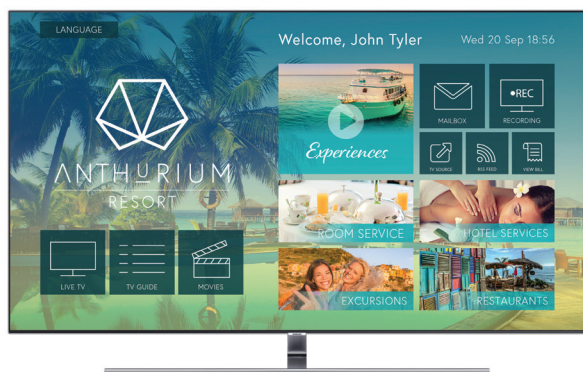 LANGUAGE
Welcome, John Tyler
Wed 20 Sep 18:56
ANTHURIUM
RESORT
Experiences
MAILBOX
REC
RECORDING
TV SOURCE
RSS FEED
VIEW BILL
ROOM SERVICE
HOTEL SERVICES
LIVE TV
TV GUIDE
MOVIES
EXCURSIONS
RESTAURANTS